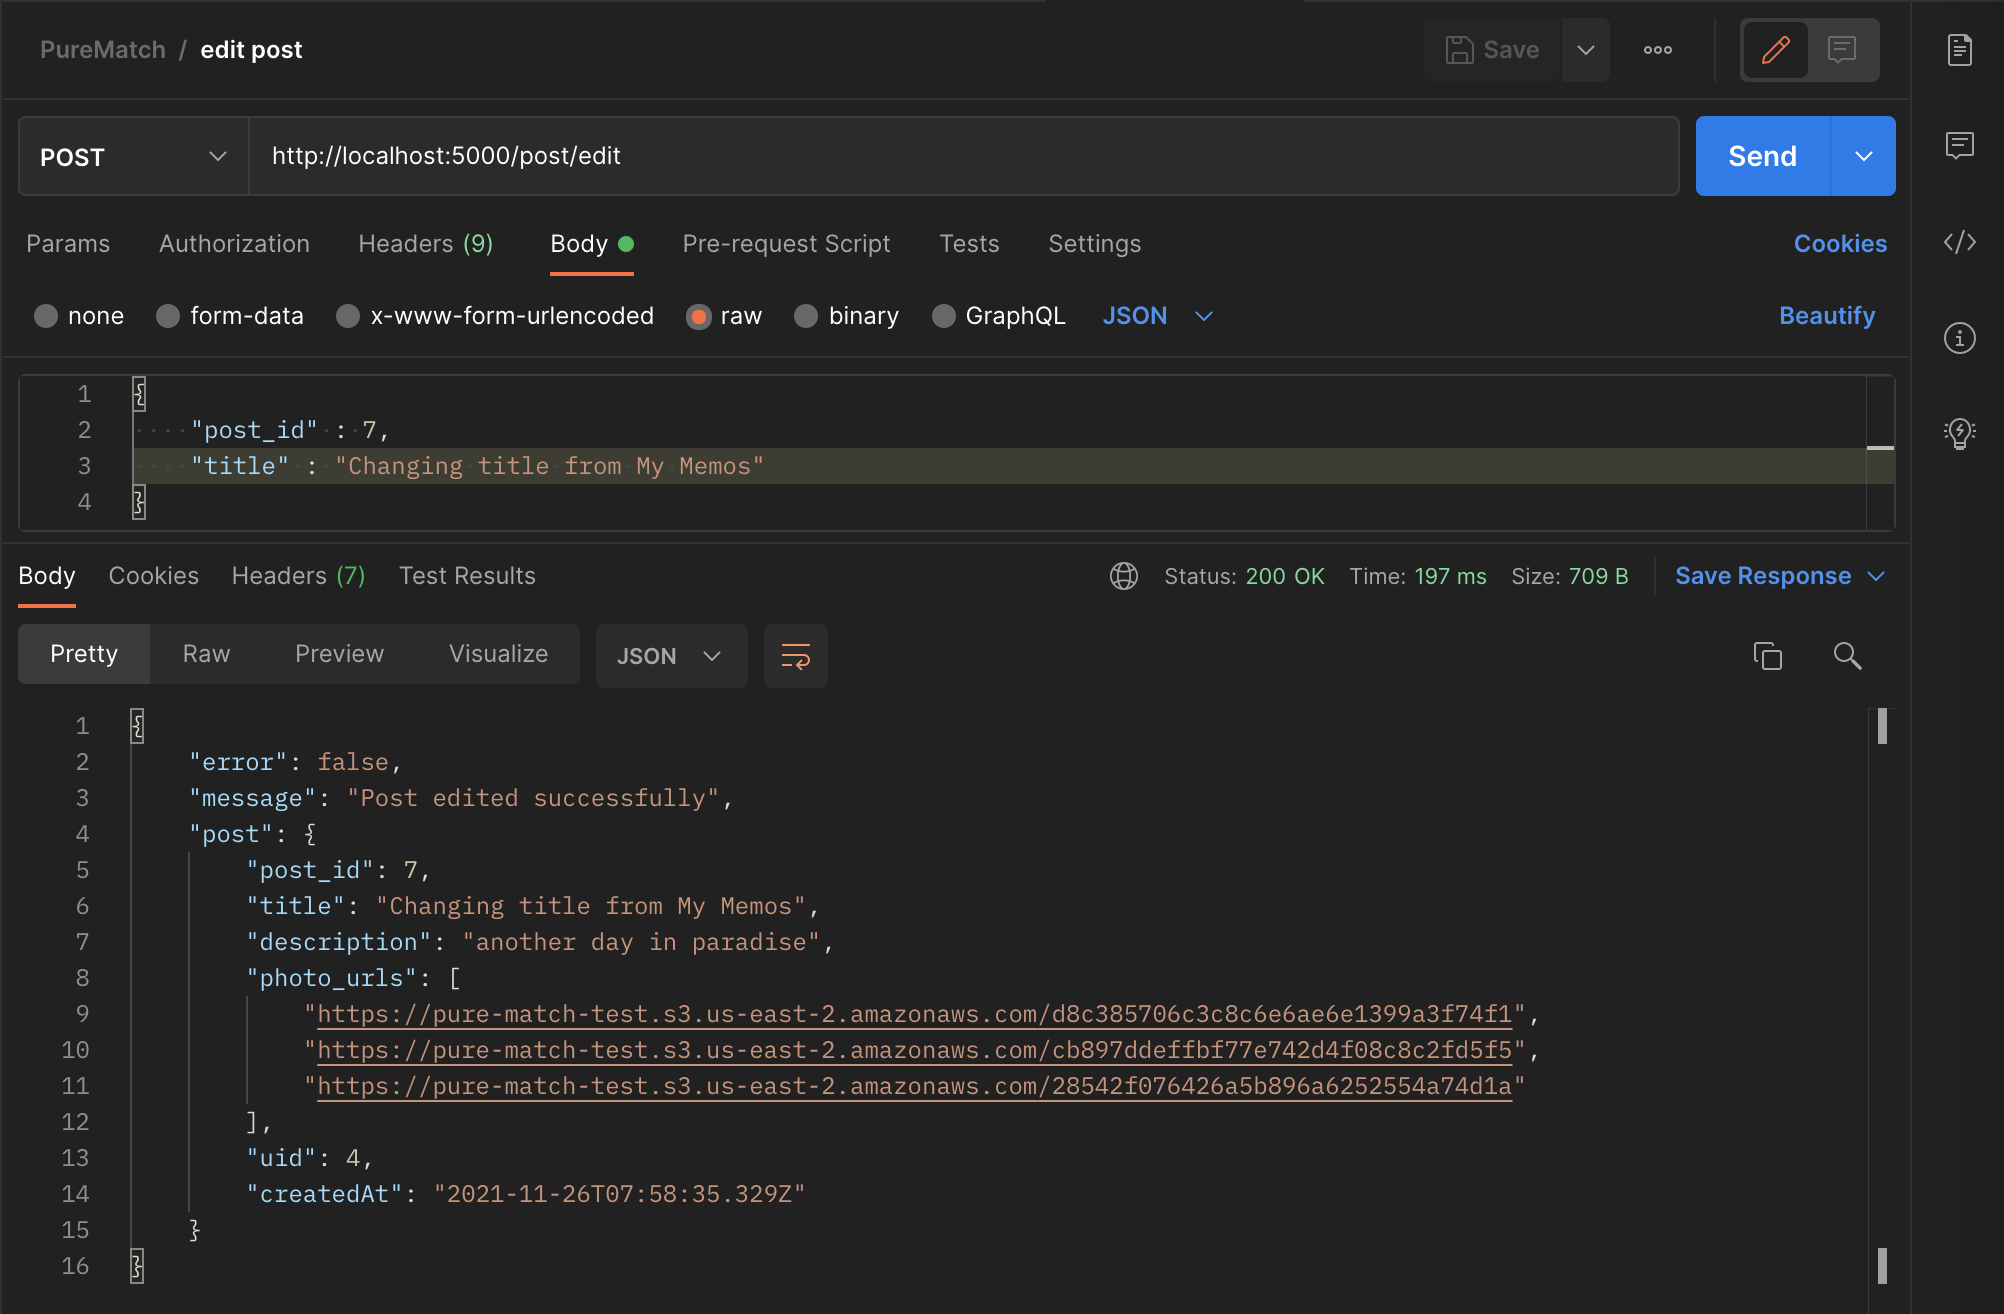 PureMatch / edit post
Save
POST http://localhost:5000/post/edit Send
Params Authorization Headers (9) Body Pre-request Script Tests Settings Cookies
none form-data x-www-form-urlencoded raw binary GraphQL JSON Beautify
1 {
2 "post_id" : 7,
3 "title" : "Changing title from My Memos"
4 }
Body Cookies Headers (7) Test Results Status: 200 OK Time: 197 ms Size: 709 B Save Response
Pretty Raw Preview Visualize JSON
1 {
2 "error": false,
3 "message": "Post edited successfully",
4 "post": {
5 "post_id": 7,
6 "title": "Changing title from My Memos",
7 "description": "another day in paradise",
8 "photo_urls": [
9 "https://pure-match-test.s3.us-east-2.amazonaws.com/d8c385706c3c8c6e6ae6e1399a3f74f1",
10 "https://pure-match-test.s3.us-east-2.amazonaws.com/cb897ddeffbf77e742d4f08c8c2fd5f5",
11 "https://pure-match-test.s3.us-east-2.amazonaws.com/28542f076426a5b896a6252554a74d1a"
12 ],
13 "uid": 4,
14 "createdAt": "2021-11-26T07:58:35.329Z"
15 }
16 }